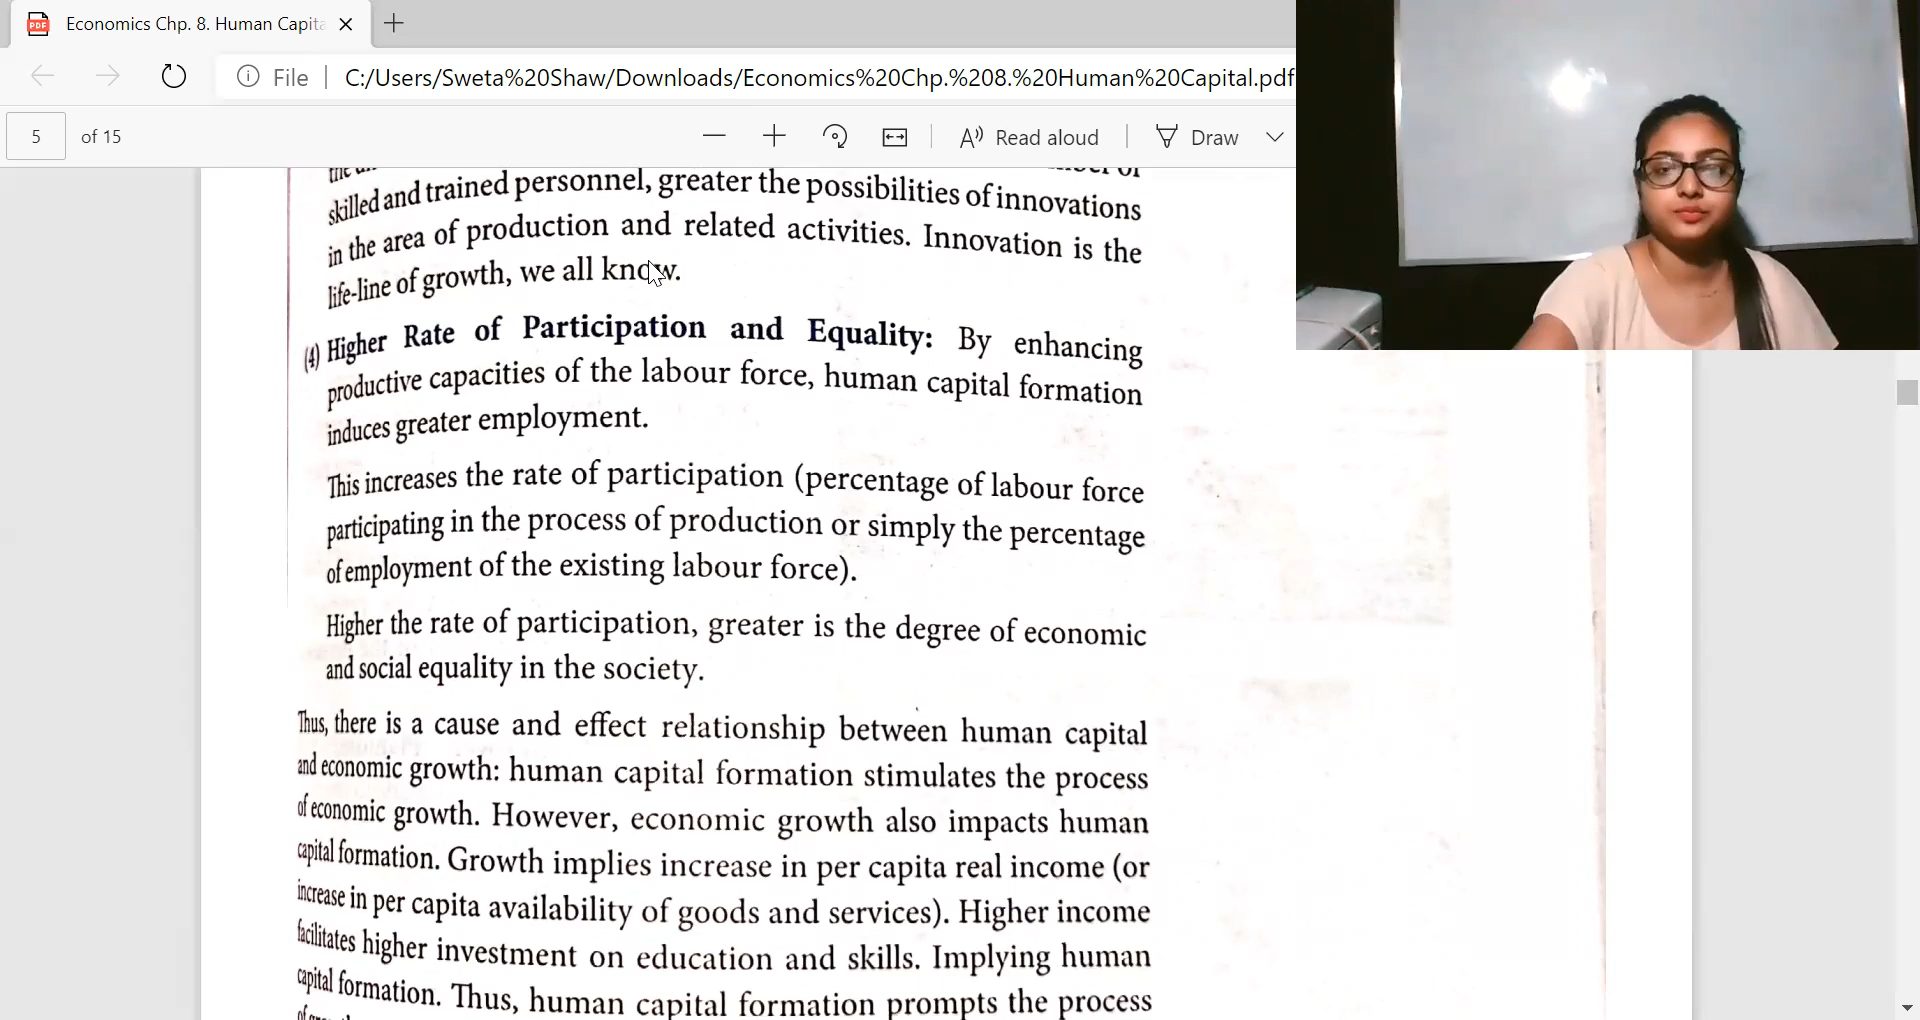 Economics Chp. 8. Human Capita
File
C:/Users/Sweta%20Shaw/Downloads/Economics%20Chp.%208.%20Human%20Capital.pdf
5 of 15
Read aloud
Draw
skilled and trained personnel, greater the possibilities of innovations
in the area of production and related activities. Innovation is the
life-line of growth, we all know.
(4) Higher Rate of Participation and Equality: By enhancing
productive capacities of the labour force, human capital formation
induces greater employment.
This increases the rate of participation (percentage of labour force
participating in the process of production or simply the percentage
of employment of the existing labour force).
Higher the rate of participation, greater is the degree of economic
and social equality in the society.
Thus, there is a cause and effect relationship between human capital
and economic growth: human capital formation stimulates the process
of economic growth. However, economic growth also impacts human
capital formation. Growth implies increase in per capita real income (or
increase in per capita availability of goods and services). Higher income
facilitates higher investment on education and skills. Implying human
capital formation. Thus, human capital formation prompts the process